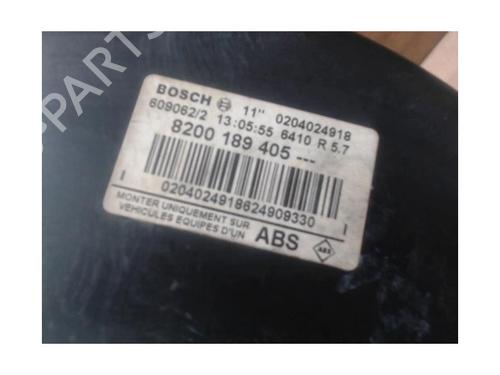 PARTS
BOSCH 11" 0204024918
609062/2 13:05:55 6410 R 5.7
8200 189 405 ---
I 0204024918624909330 I
MONTER UNIQUEMENT SUR
VEHICULES EQUIPES D'UN ABS